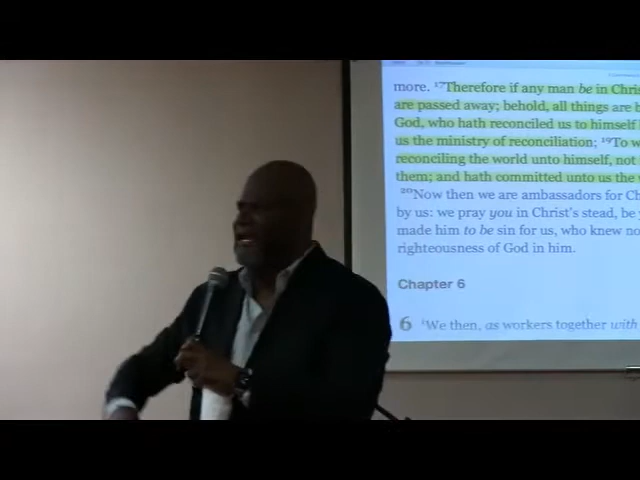 more. 17Therefore if any man be in Chris
are passed away; behold, all things are b
God, who hath reconciled us to himself
us the ministry of reconciliation; 19To w
reconciling the world unto himself, not
them; and hath committed unto us the
20Now then we are ambassadors for Ch
by us: we pray you in Christ's stead, be
made him to be sin for us, who knew no
righteousness of God in him.
Chapter 6
6 1We then, as workers together with